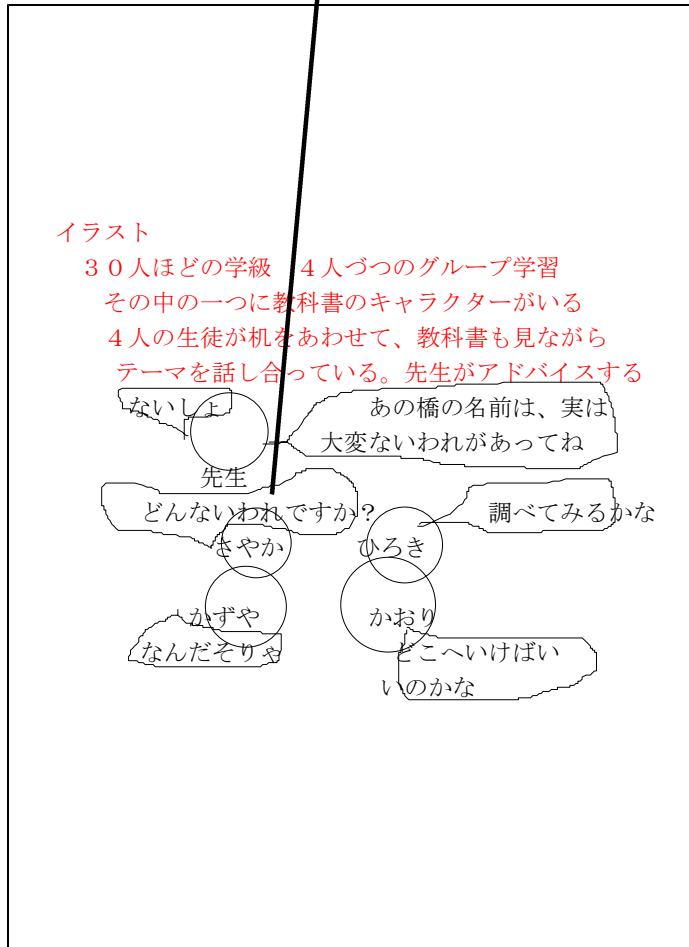 イラスト
３０人ほどの学級　４人づつのグループ学習
その中の一つに教科書のキャラクターがいる
４人の生徒が机をあわせて、教科書も見ながら
テーマを話し合っている。先生がアドバイスする
ないしょ
あの橋の名前は、実は
大変ないわれがあってね
先生
どんないわれですか？
調べてみるかな
さやか
ひろき
かずや
かおり
なんだそりゃ
どこへいけばい
いのかな